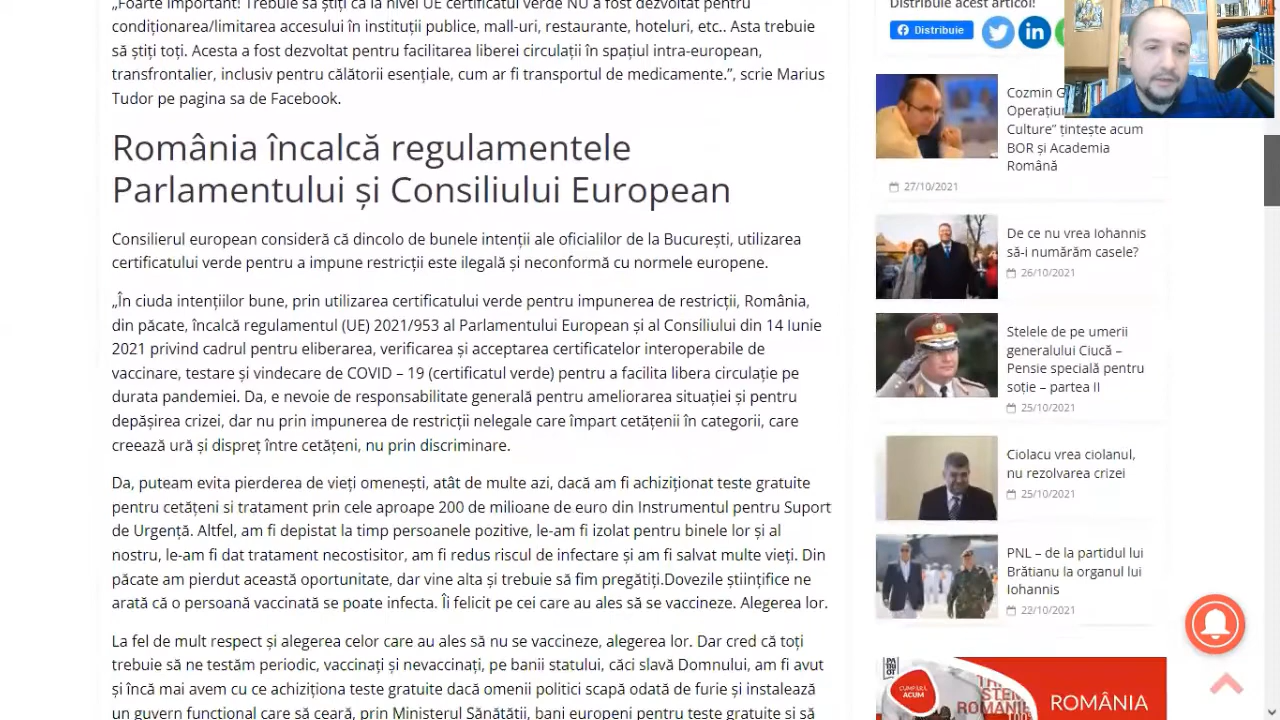 „Foarte important! Trebuie să știți că la nivel UE certificatul verde NU a fost dezvoltat pentru
condiționarea/limitarea accesului în instituții publice, mall-uri, restaurante, hoteluri, etc.. Asta trebuie
să știți toți. Acesta a fost dezvoltat pentru facilitarea liberei circulații în spațiul intra-european,
transfrontalier, inclusiv pentru călătorii esențiale, cum ar fi transportul de medicamente.”, scrie Marius
Tudor pe pagina sa de Facebook.
România încalcă regulamentele
Parlamentului și Consiliului European
Consilierul european consideră că dincolo de bunele intenții ale oficialilor de la București, utilizarea
certificatului verde pentru a impune restricții este ilegală și neconformă cu normele europene.
„În ciuda intențiilor bune, prin utilizarea certificatului verde pentru impunerea de restricții, România,
din păcate, încalcă regulamentul (UE) 2021/953 al Parlamentului European și al Consiliului din 14 Iunie
2021 privind cadrul pentru eliberarea, verificarea și acceptarea certificatelor interoperabile de
vaccinare, testare și vindecare de COVID – 19 (certificatul verde) pentru a facilita libera circulație pe
durata pandemiei. Da, e nevoie de responsabilitate generală pentru ameliorarea situației și pentru
depășirea crizei, dar nu prin impunerea de restricții nelegale care împart cetățenii în categorii, care
creează ură și dispreț între cetățeni, nu prin discriminare.
Da, puteam evita pierderea de vieți omenești, atât de multe azi, dacă am fi achiziționat teste gratuite
pentru cetățeni si tratament prin cele aproape 200 de milioane de euro din Instrumentul pentru Suport
de Urgență. Altfel, am fi depistat la timp persoanele pozitive, le-am fi izolat pentru binele lor și al
nostru, le-am fi dat tratament necostisitor, am fi redus riscul de infectare și am fi salvat multe vieți. Din
păcate am pierdut această oportunitate, dar vine alta și trebuie să fim pregătiți.Dovezile științifice ne
arată că o persoană vaccinată se poate infecta. Îi felicit pe cei care au ales să se vaccineze. Alegerea lor.
La fel de mult respect și alegerea celor care au ales să nu se vaccineze, alegerea lor. Dar cred că toți
trebuie să ne testăm periodic, vaccinați și nevaccinați, pe banii statului, căci slavă Domnului, am fi avut
și încă mai avem cu ce achiziționa teste gratuite dacă omenii politici scapă odată de furie și instalează
un guvern funcțional care să ceară, prin Ministerul Sănătății, bani europeni pentru teste gratuite si să
Distribuie acest articol!
Distribuie
Cozmin G
Operațiun
Culture” țintește acum
BOR și Academia
Română
27/10/2021
De ce nu vrea Iohannis
să-i numărăm casele?
26/10/2021
Stelele de pe umerii
generalului Ciucă –
Pensie specială pentru
soție – partea II
25/10/2021
Ciolacu vrea ciolanul,
nu rezolvarea crizei
25/10/2021
PNL – de la partidul lui
Brătianu la organul lui
Iohannis
22/10/2021
CUMPĂRĂ
ACUM
ROMÂNIA